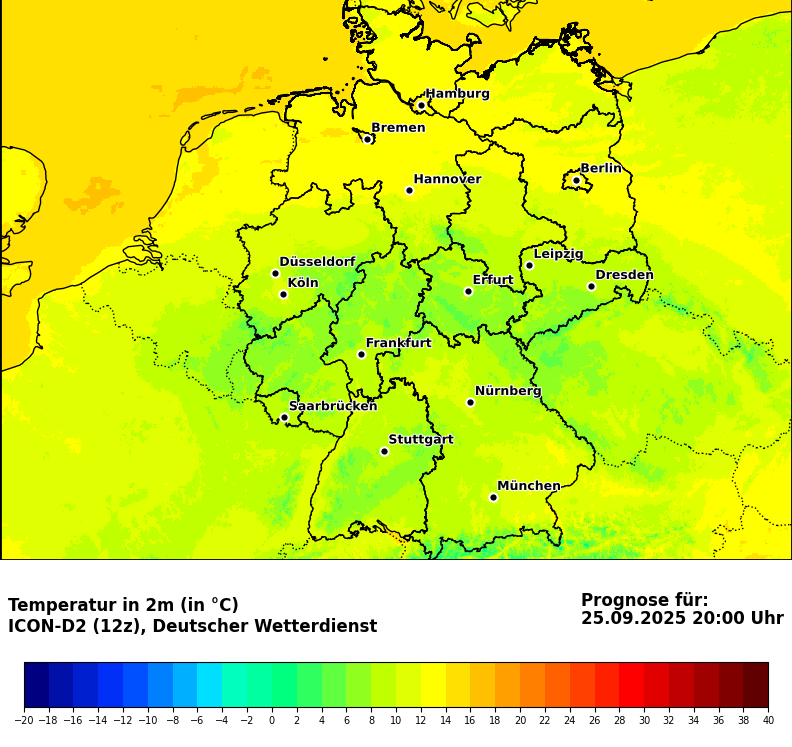 Hamburg
Bremen
Berlin
Hannover
Leipzig
Düsseldorf
Dresden
Köln
Erfurt
Frankfurt
Nürnberg
Saarbrücken
Stuttgart
München
Temperatur in 2m (in °C)
ICON-D2 (12z), Deutscher Wetterdienst
Prognose für:
25.09.2025 20:00 Uhr
−20 −18 −16 −14 −12 −10 −8 −6 −4 −2 0 2 4 6 8 10 12 14 16 18 20 22 24 26 28 30 32 34 36 38 40